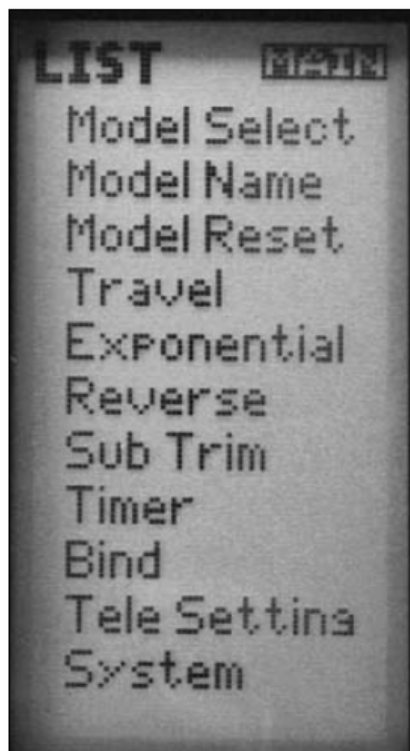 LIST MAIN
Model Select
Model Name
Model Reset
Travel
Exponential
Reverse
Sub Trim
Timer
Bind
Tele Setting
System